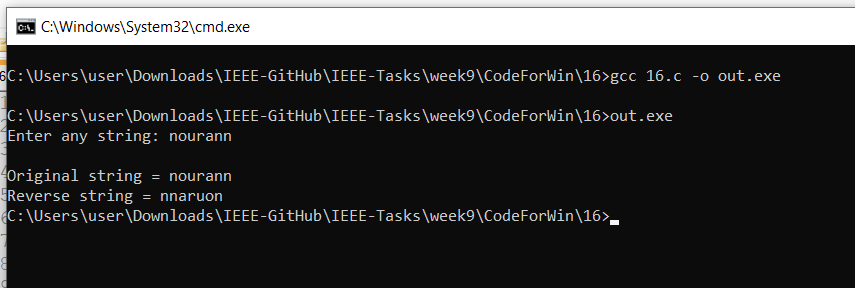 C:\Windows\System32\cmd.exe
C:\Users\user\Downloads\IEEE-GitHub\IEEE-Tasks\week9\CodeForWin\16>gcc 16.c -o out.exe
C:\Users\user\Downloads\IEEE-GitHub\IEEE-Tasks\week9\CodeForWin\16>out.exe
Enter any string: nourann
Original string = nourann
Reverse string = nnaruon
C:\Users\user\Downloads\IEEE-GitHub\IEEE-Tasks\week9\CodeForWin\16>